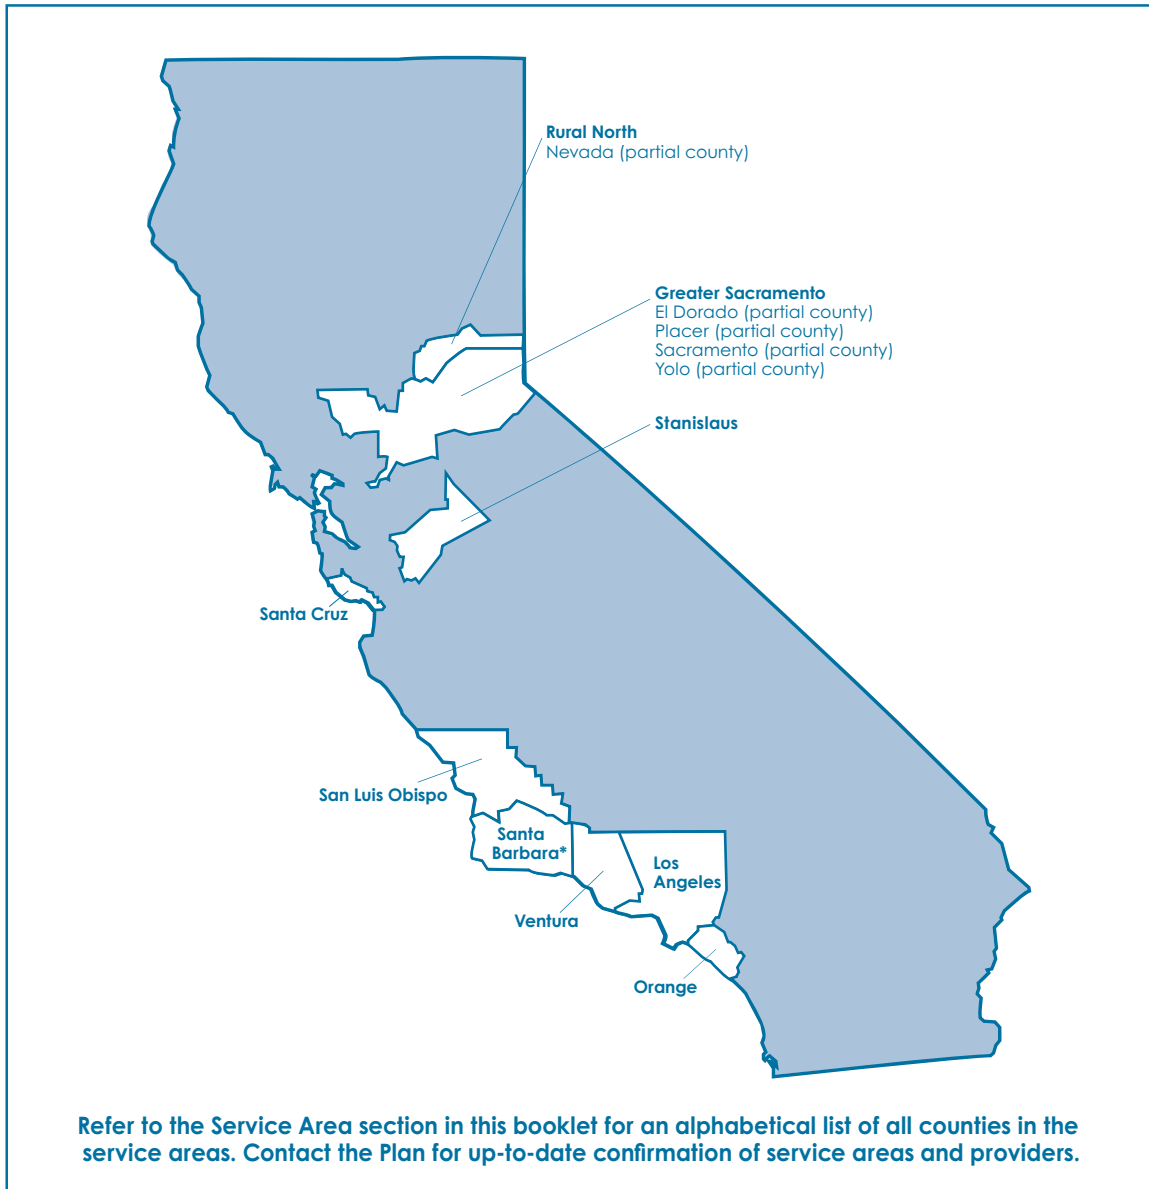 Rural North
Nevada (partial county)
Greater Sacramento
El Dorado (partial county)
Placer (partial county)
Sacramento (partial county)
Yolo (partial county)
Stanislaus
Santa Cruz
San Luis Obispo
Santa
Barbara*
Los
Angeles
Ventura
Orange
Refer to the Service Area section in this booklet for an alphabetical list of all counties in the
service areas. Contact the Plan for up-to-date confirmation of service areas and providers.